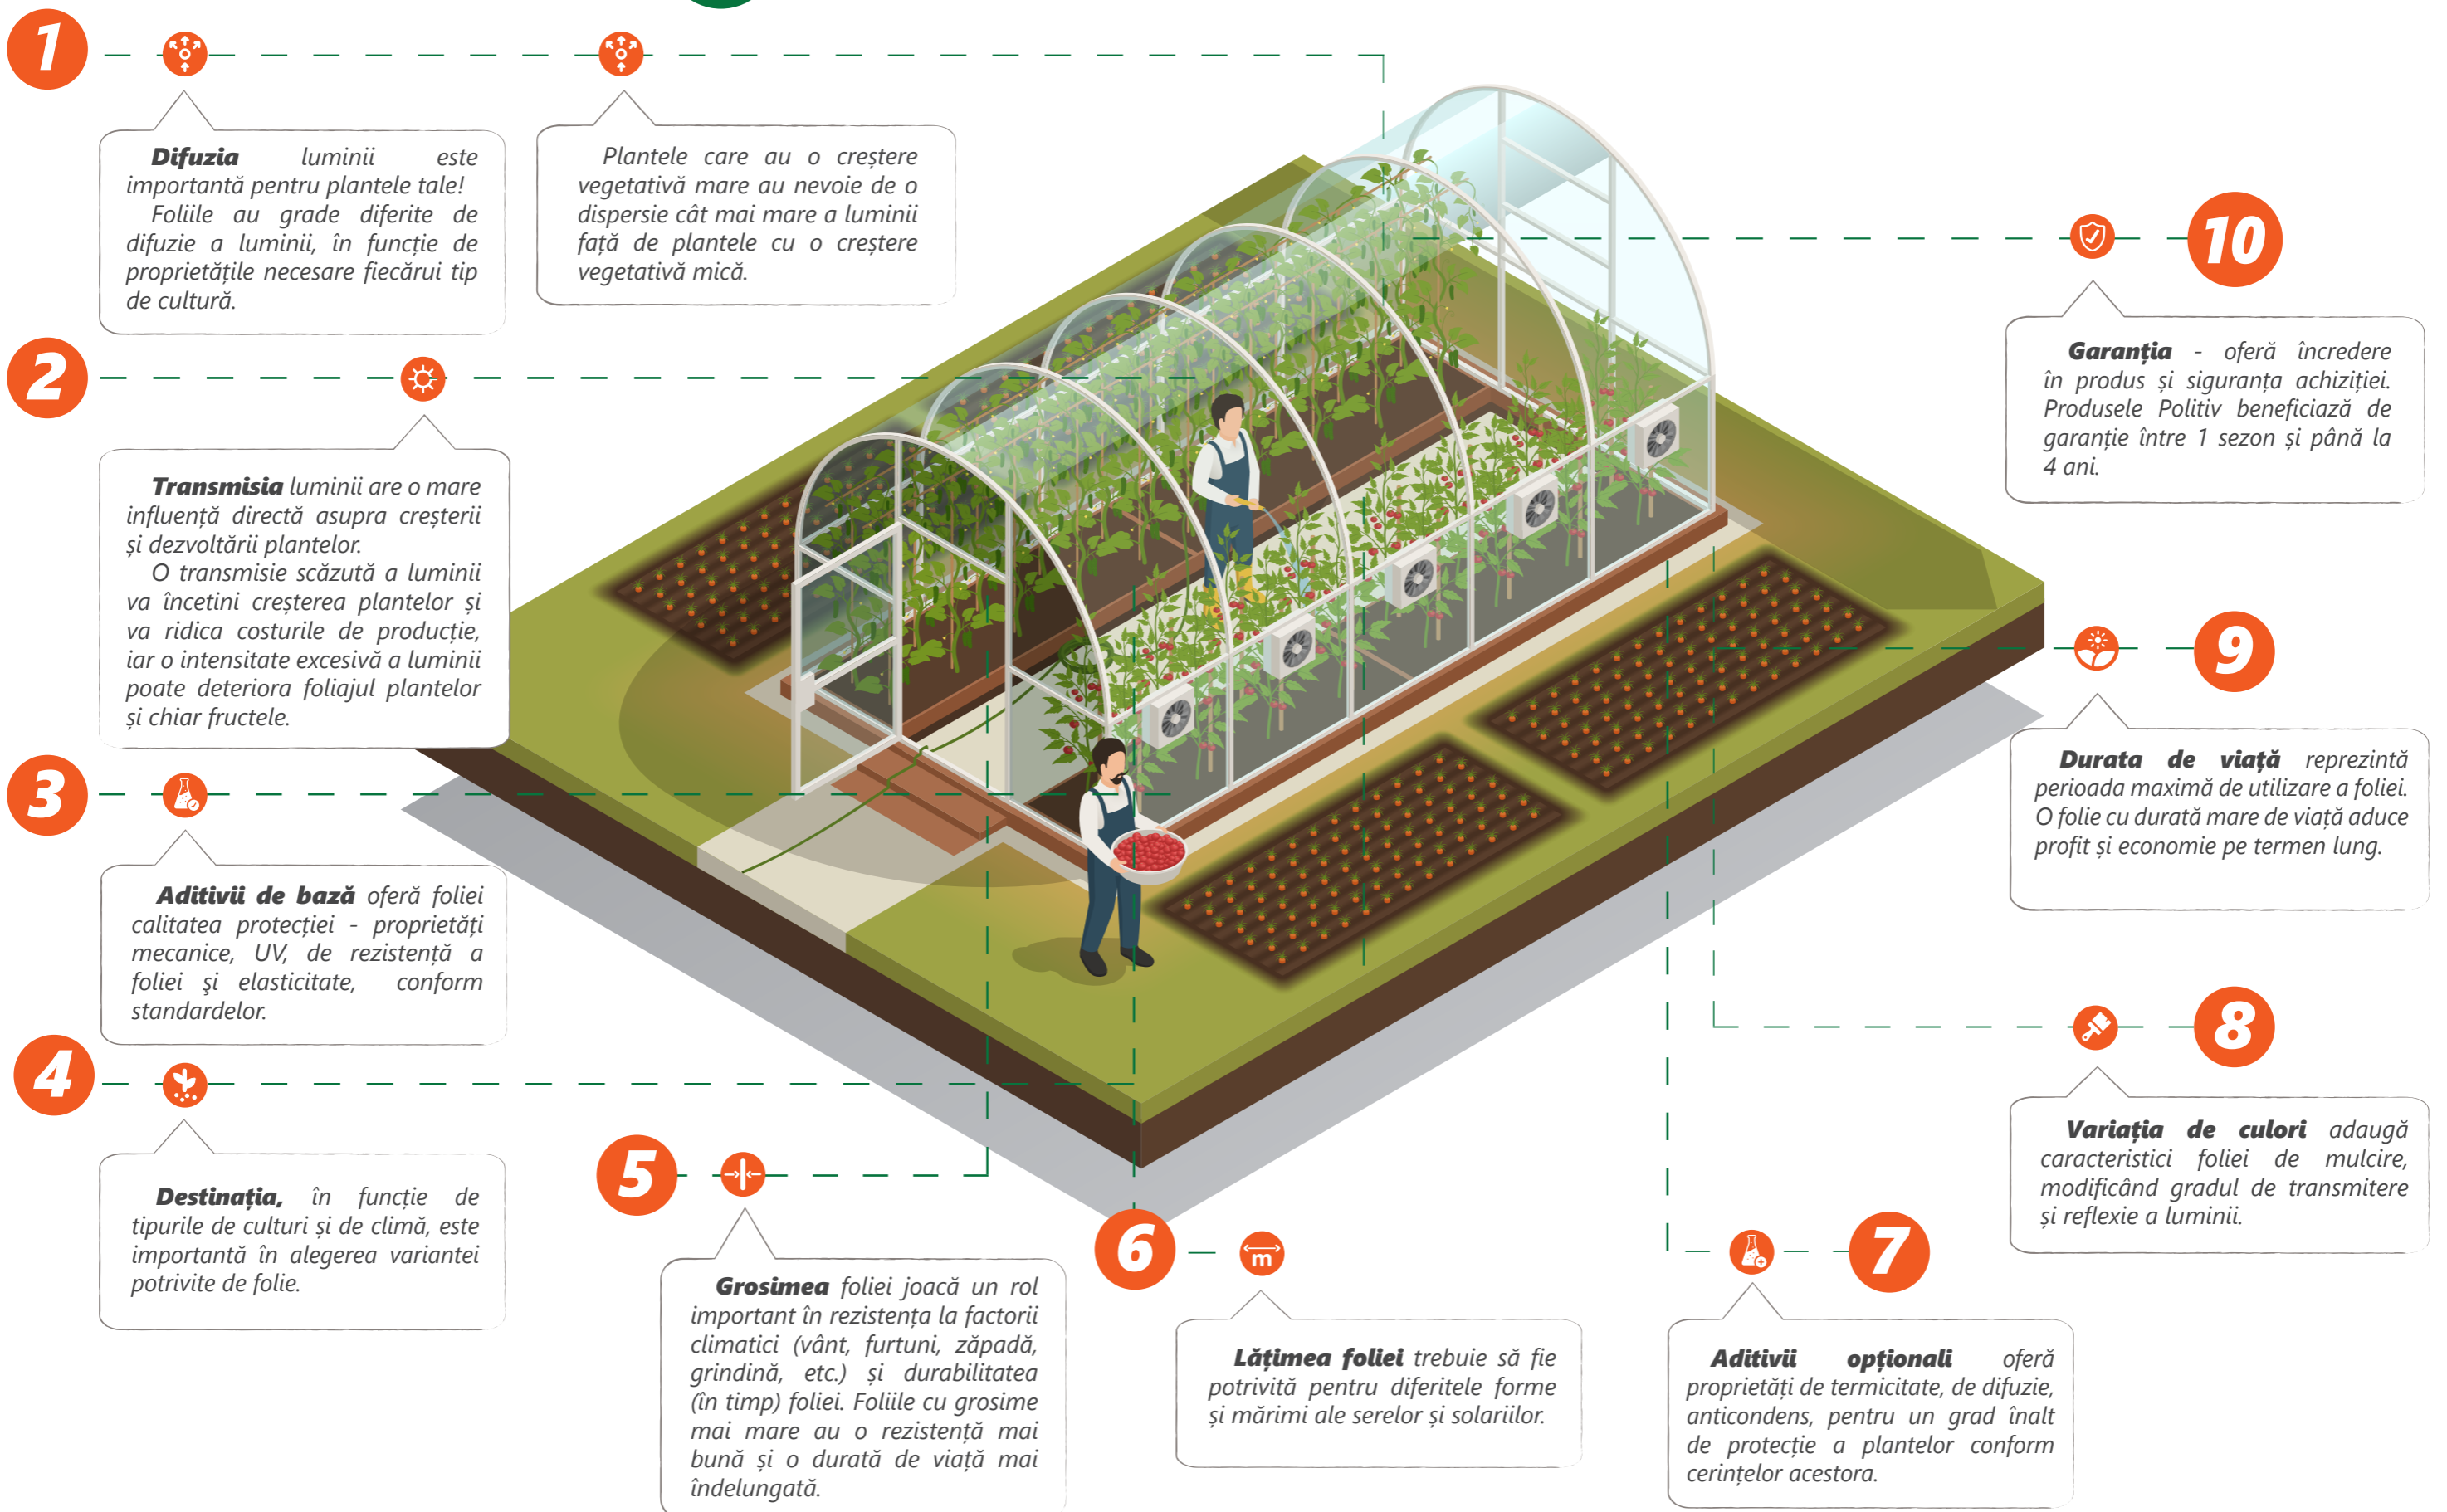 1
Difuzia luminii este
importantă pentru plantele tale!
Foliile au grade diferite de
difuzie a luminii, în funcție de
proprietățile necesare fiecărui tip
de cultură.
Plantele care au o creștere
vegetativă mare au nevoie de o
dispersie cât mai mare a luminii
față de plantele cu o creștere
vegetativă mică.
2
Transmisia luminii are o mare
influență directă asupra creșterii
și dezvoltării plantelor.
O transmisie scăzută a luminii
va încetini creșterea plantelor și
va ridica costurile de producție,
iar o intensitate excesivă a luminii
poate deteriora foliajul plantelor
și chiar fructele.
3
Aditivii de bază oferă foliei
calitatea protecției - proprietăți
mecanice, UV, de rezistență a
foliei şi elasticitate, conform
standardelor.
4
Destinația, în funcție de
tipurile de culturi și de climă, este
importantă în alegerea variantei
potrivite de folie.
5
Grosimea foliei joacă un rol
important în rezistența la factorii
climatici (vânt, furtuni, zăpadă,
grindină, etc.) și durabilitatea
(în timp) foliei. Foliile cu grosime
mai mare au o rezistență mai
bună și o durată de viață mai
îndelungată.
6
m
Lățimea foliei trebuie să fie
potrivită pentru diferitele forme
și mărimi ale serelor și solariilor.
7
Aditivii opționali oferă
proprietăți de termicitate, de difuzie,
anticondens, pentru un grad înalt
de protecție a plantelor conform
cerințelor acestora.
8
Variația de culori adaugă
caracteristici foliei de mulcire,
modificând gradul de transmitere
și reflexie a luminii.
9
Durata de viață reprezintă
perioada maximă de utilizare a foliei.
O folie cu durată mare de viață aduce
profit și economie pe termen lung.
10
Garanția - oferă încredere
în produs și siguranța achiziției.
Produsele Politiv beneficiază de
garanție între 1 sezon și până la
4 ani.